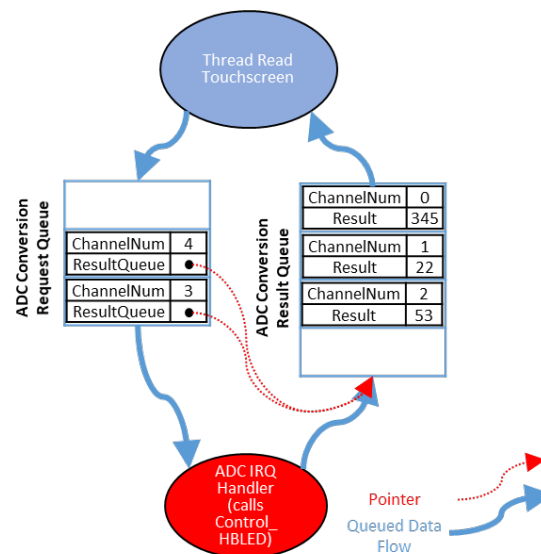 Thread Read
Touchscreen
ADC Conversion
Request Queue
ChannelNum 4
ResultQueue
ChannelNum 3
ResultQueue
ADC Conversion
Result Queue
ChannelNum 0
Result 345
ChannelNum 1
Result 22
ChannelNum 2
Result 53
ADC IRQ
Handler
(calls
Control_
HBLED)
Pointer
Queued Data
Flow